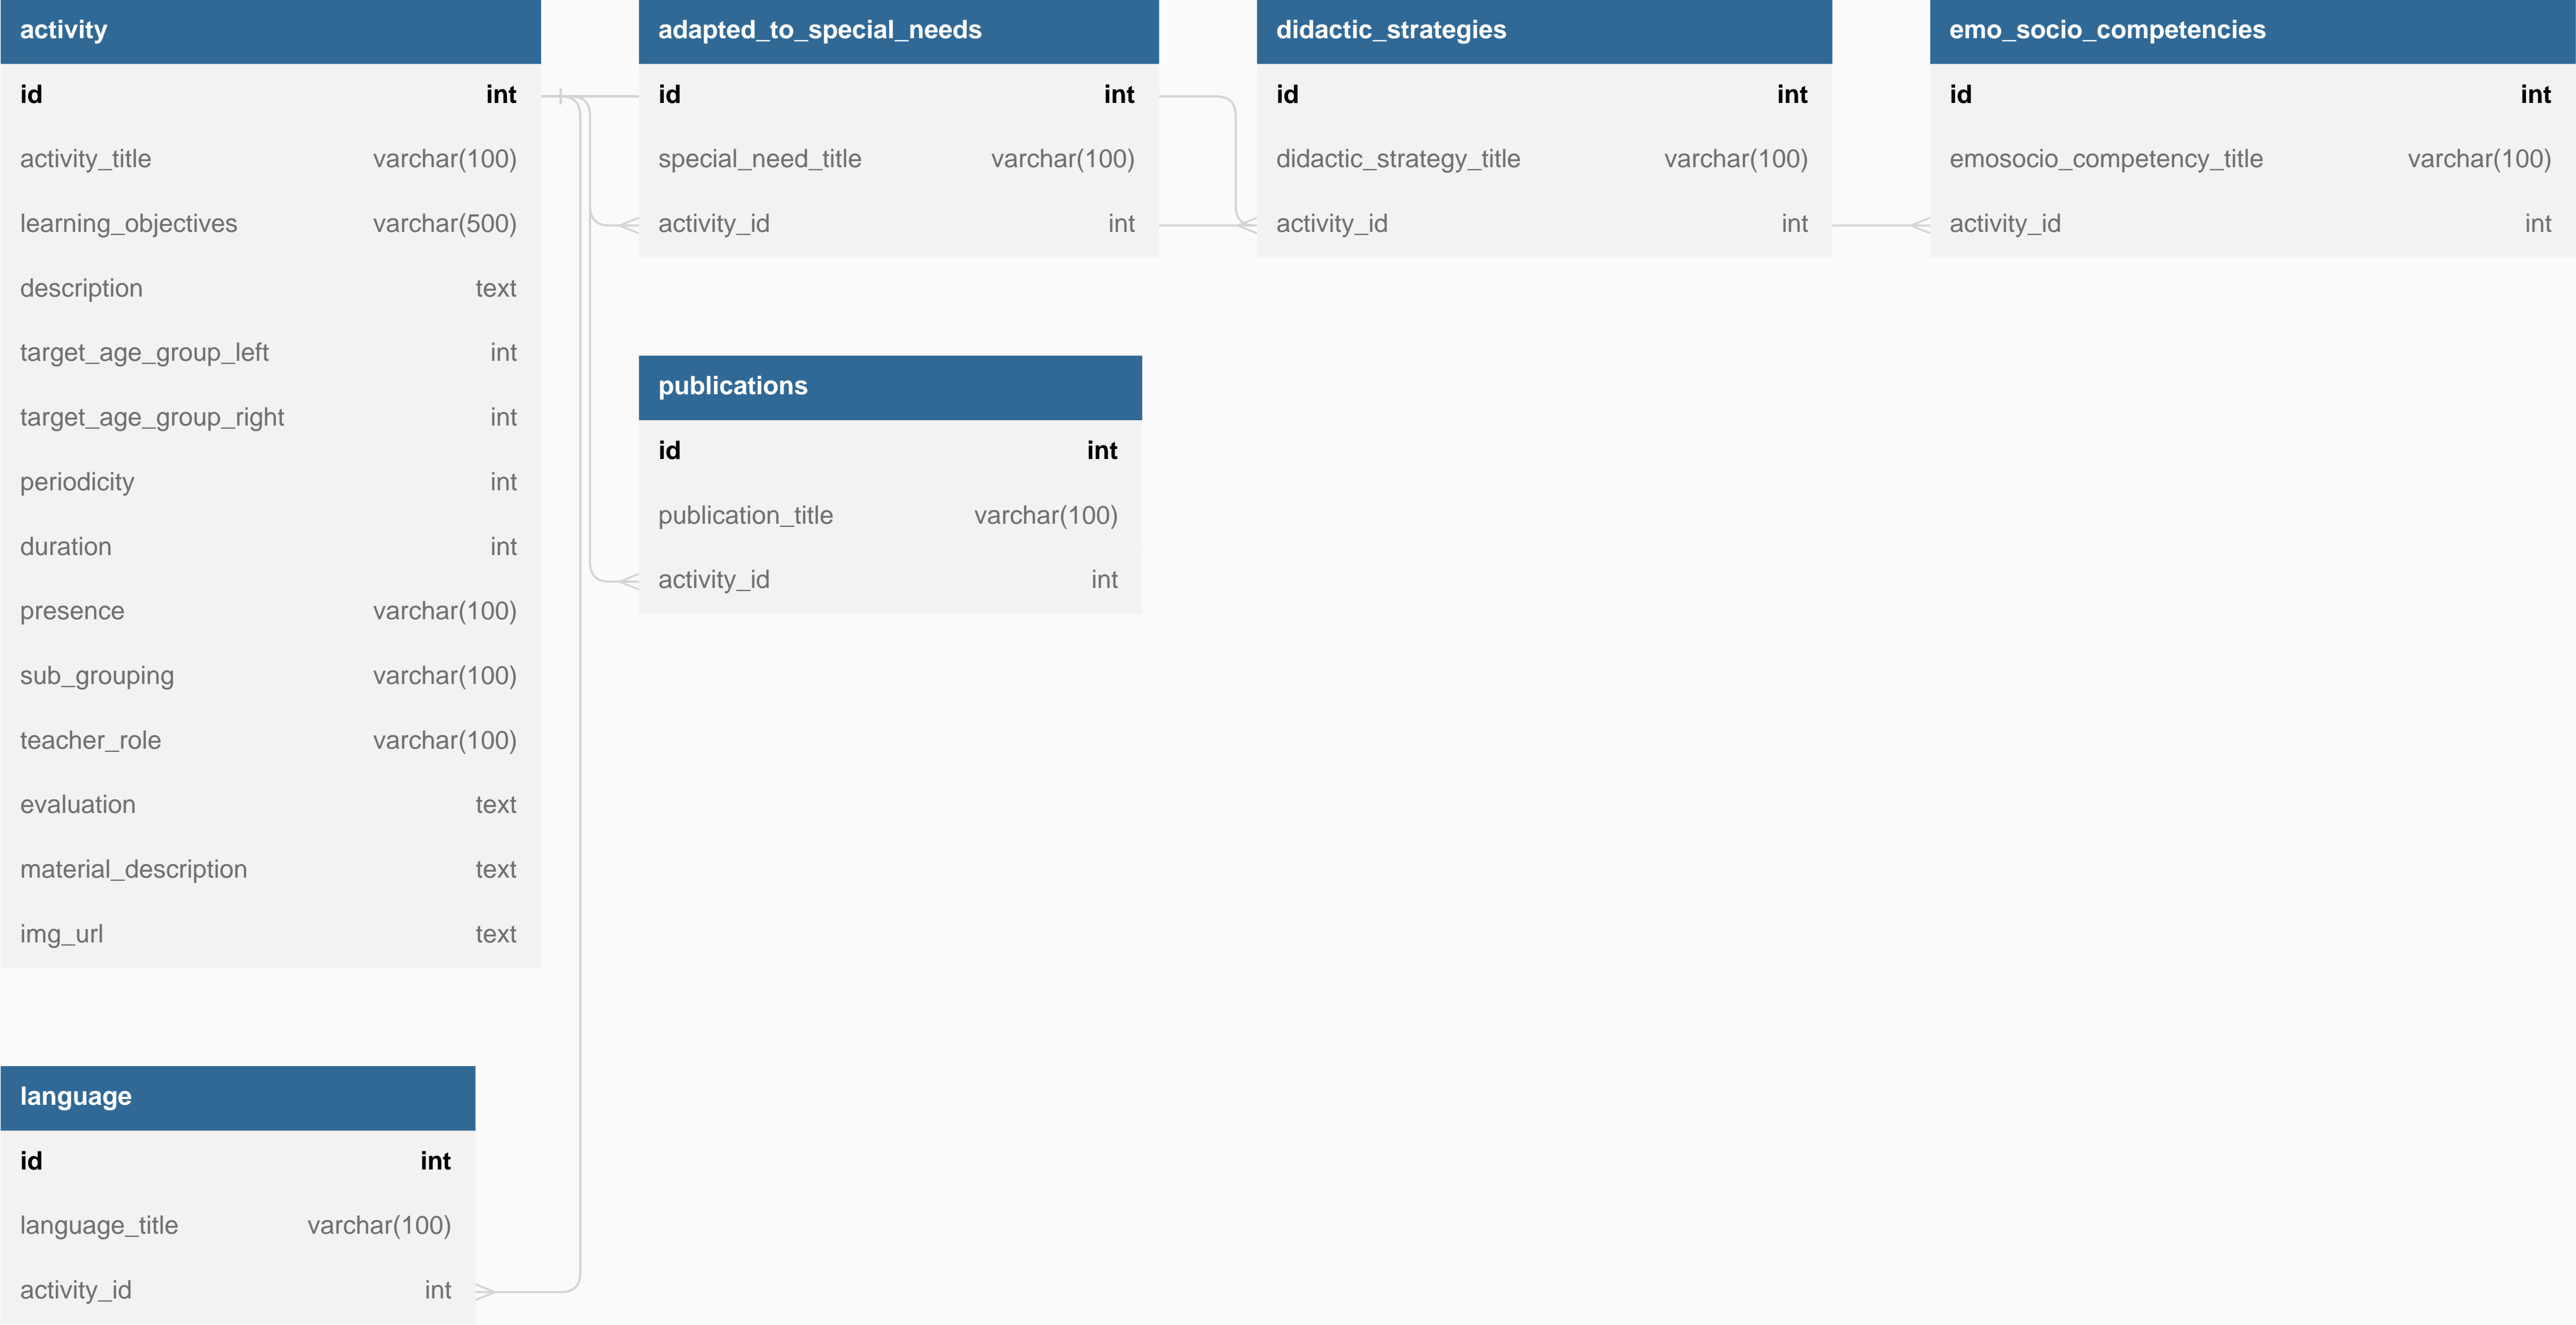 activity
id int
activity_title varchar(100)
learning_objectives varchar(500)
description text
target_age_group_left int
target_age_group_right int
periodicity int
duration int
presence varchar(100)
sub_grouping varchar(100)
teacher_role varchar(100)
evaluation text
material_description text
img_url text
adapted_to_special_needs
id int
special_need_title varchar(100)
activity_id int
didactic_strategies
id int
didactic_strategy_title varchar(100)
activity_id int
emo_socio_competencies
id int
emosocio_competency_title varchar(100)
activity_id int
publications
id int
publication_title varchar(100)
activity_id int
language
id int
language_title varchar(100)
activity_id int